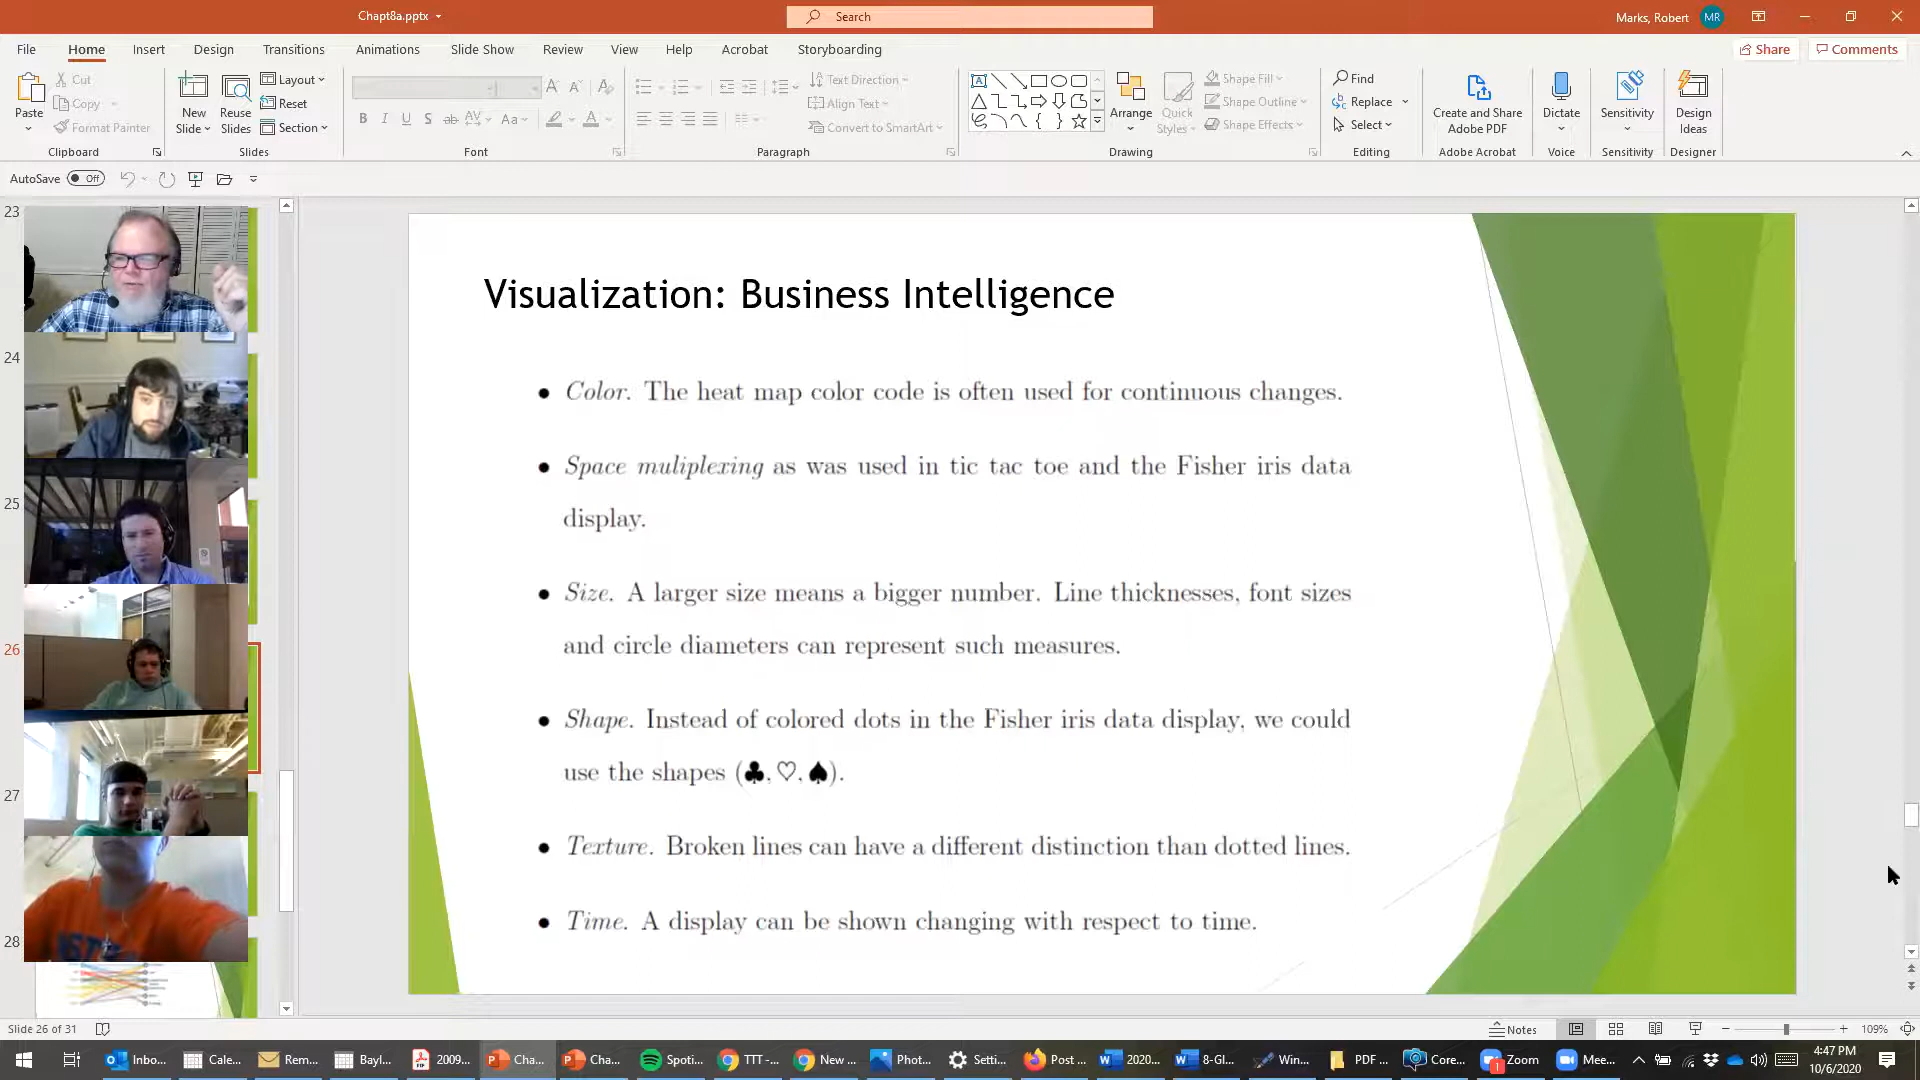 Chapt8a.pptx
Search
Marks, Robert
MR
File
Home
Insert
Design
Transitions
Animations
Slide Show
Review
View
Help
Acrobat
Storyboarding
Share
Comments
Paste
Cut
Copy
Format Painter
Clipboard
New Slide
Reuse Slides
Layout
Reset
Section
Slides
Font
Text Direction
Align Text
Convert to SmartArt
Paragraph
Arrange
Quick Styles
Shape Fill
Shape Outline
Shape Effects
Drawing
Find
Replace
Select
Editing
Create and Share Adobe PDF
Adobe Acrobat
Dictate
Voice
Sensitivity
Sensitivity
Design Ideas
Designer
AutoSave Off
23
24
25
26
27
28
Visualization: Business Intelligence
• Color. The heat map color code is often used for continuous changes.
• Space muliplexing as was used in tic tac toe and the Fisher iris data
display.
• Size. A larger size means a bigger number. Line thicknesses, font sizes
and circle diameters can represent such measures.
• Shape. Instead of colored dots in the Fisher iris data display, we could
use the shapes (♣, ♡, ♠).
• Texture. Broken lines can have a different distinction than dotted lines.
• Time. A display can be shown changing with respect to time.
Slide 26 of 31
Notes
109%
Inbo...
Cale...
Rem...
Bayl...
2009...
Cha...
Cha...
Spoti...
TTT -...
New ...
Phot...
Setti...
Post ...
2020...
8-Gl...
Win...
PDF ...
Core...
Zoom
Mee...
4:47 PM
10/6/2020